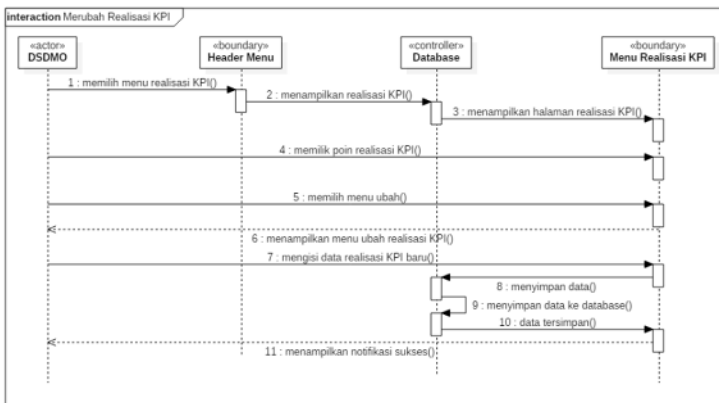 interaction Merubah Realisasi KPI
«actor»
DSDMO
«boundary»
Header Menu
«controller»
Database
«boundary»
Menu Realisasi KPI
1 : memilih menu realisasi KPI()
2 : menampilkan realisasi KPI()
3 : menampilkan halaman realisasi KPI()
4 : memilik poin realisasi KPI()
5 : memilih menu ubah()
6 : menampilkan menu ubah realisasi KPI()
7 : mengisi data realisasi KPI baru()
8 : menyimpan data()
9 : menyimpan data ke database()
10 : data tersimpan()
11 : menampilkan notifikasi sukses()